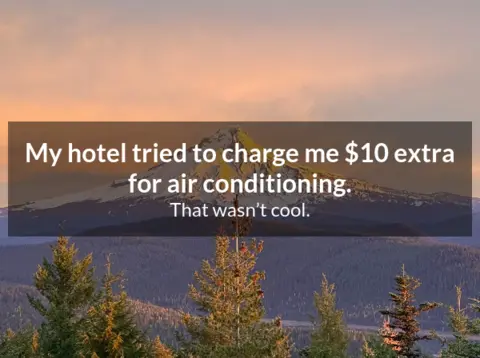 My hotel tried to charge me $10 extra
for air conditioning.
That wasn't cool.